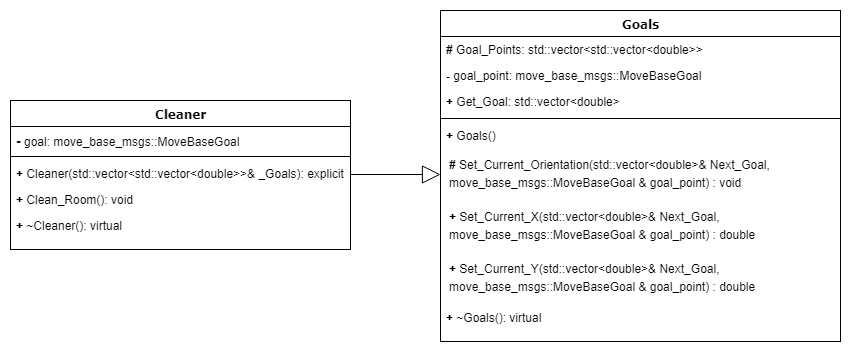 Cleaner
- goal: move_base_msgs::MoveBaseGoal
+ Cleaner(std::vector<std::vector<double>>& _Goals): explicit
+ Clean_Room(): void
+ ~Cleaner(): virtual
Goals
# Goal_Points: std::vector<std::vector<double>>
- goal_point: move_base_msgs::MoveBaseGoal
+ Get_Goal: std::vector<double>
+ Goals()
# Set_Current_Orientation(std::vector<double>& Next_Goal,
move_base_msgs::MoveBaseGoal & goal_point) : void
+ Set_Current_X(std::vector<double>& Next_Goal,
move_base_msgs::MoveBaseGoal & goal_point) : double
+ Set_Current_Y(std::vector<double>& Next_Goal,
move_base_msgs::MoveBaseGoal & goal_point) : double
+ ~Goals(): virtual